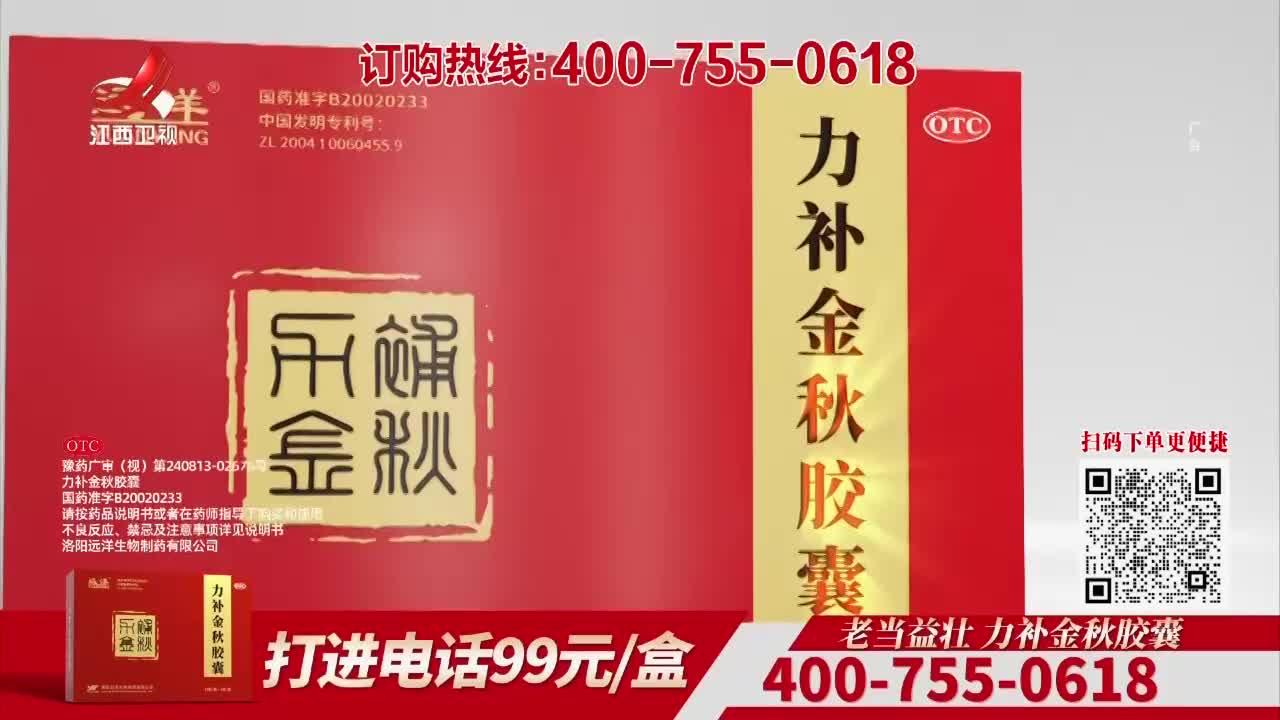 订购热线:400-755-0618
江西卫视
国药准字B20020233
中国发明专利号:
ZL 2004 1 0060455.9
OTC
广告
力补金秋胶囊
力补
金秋
OTC
豫药广审（视）第240813-0267
力补金秋胶囊
国药准字B20020233
请按药品说明书或者在药师指导下购买和使用
不良反应、禁忌及注意事项详见说明书
洛阳远洋生物制药有限公司
扫码下单更便捷
力补金秋胶囊
打进电话99元/盒
老当益壮 力补金秋胶囊
400-755-0618